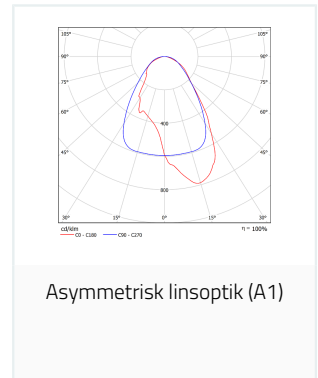 105° 105°
90° 90°
75° 75°
60° 60°
400
45° 45°
800
30° 15° 0° 15° 30°
cd/klm η = 100%
C0 - C180 C90 - C270
Asymmetrisk linsoptik (A1)